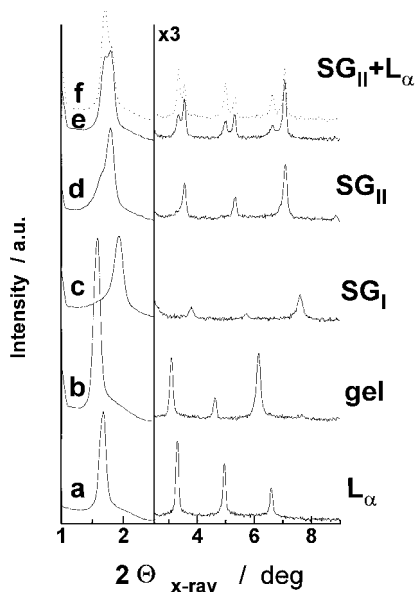 x3
f
e
SG_II+L_α
d
SG_II
c
SG_I
b
gel
a
L_α
Intensity / a.u.
1 2 4 6 8
2 Θ x-ray / deg